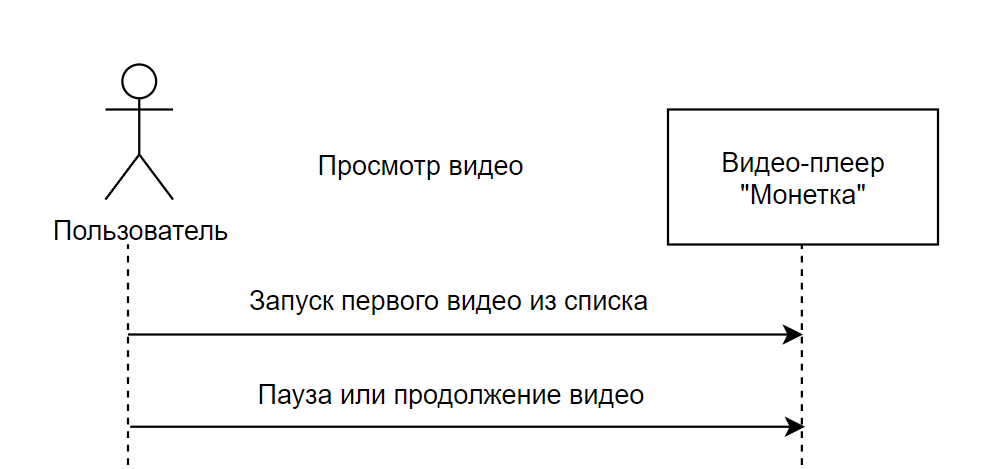 Просмотр видео
Видео-плеер
"Монетка"
Пользователь
Запуск первого видео из списка
Пауза или продолжение видео